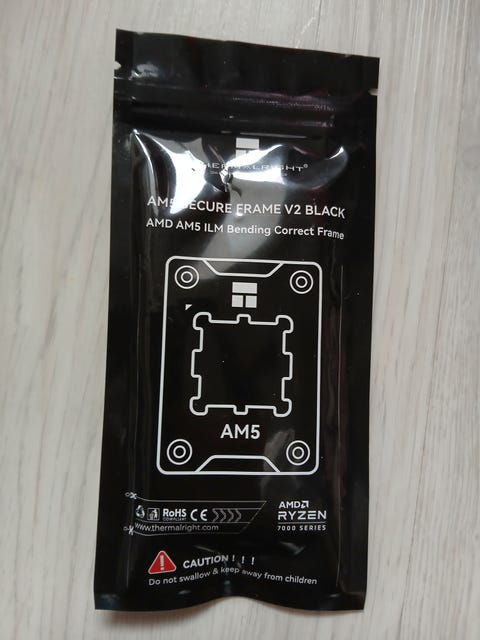 THERMALRIGHT®
AM5 SECURE FRAME V2 BLACK
AMD AM5 ILM Bending Correct Frame
AM5
RoHS CE
COMPLIANT
www.thermalright.com
AMD
RYZEN
7000 SERIES
CAUTION ! ! !
Do not swallow & keep away from children